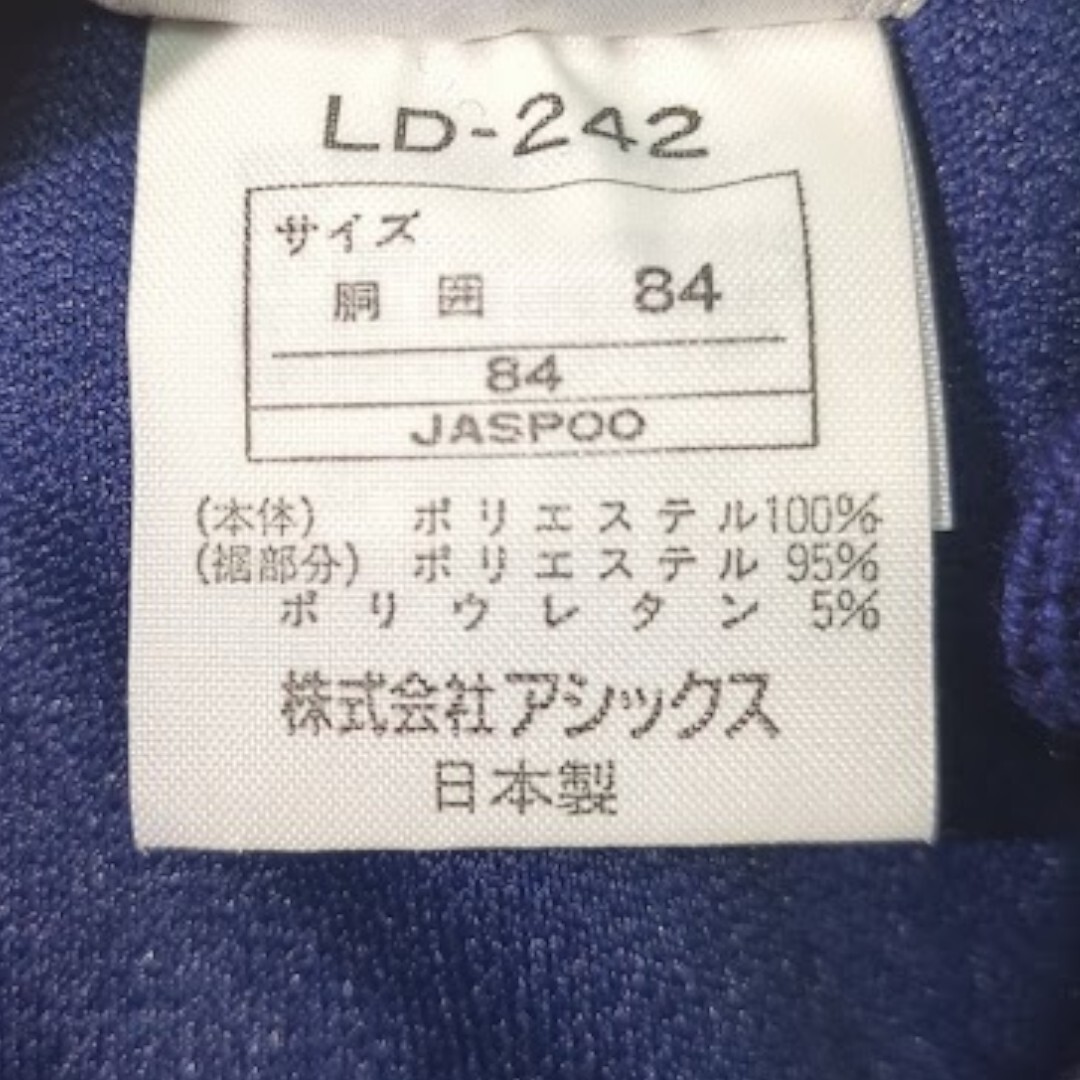 LD-242
サイズ
胴 囲 84
84
JASPOO
(本体) ポリエステル100%
(裾部分) ポリエステル 95%
ポリウレタン 5%
株式会社アシックス
日本製